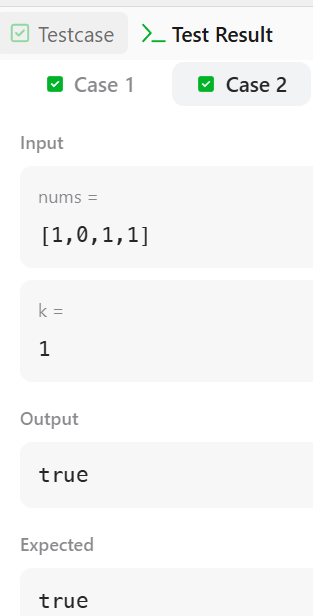 Testcase
Test Result
Case 1
Case 2
Input
nums =
[1,0,1,1]
k =
1
Output
true
Expected
true